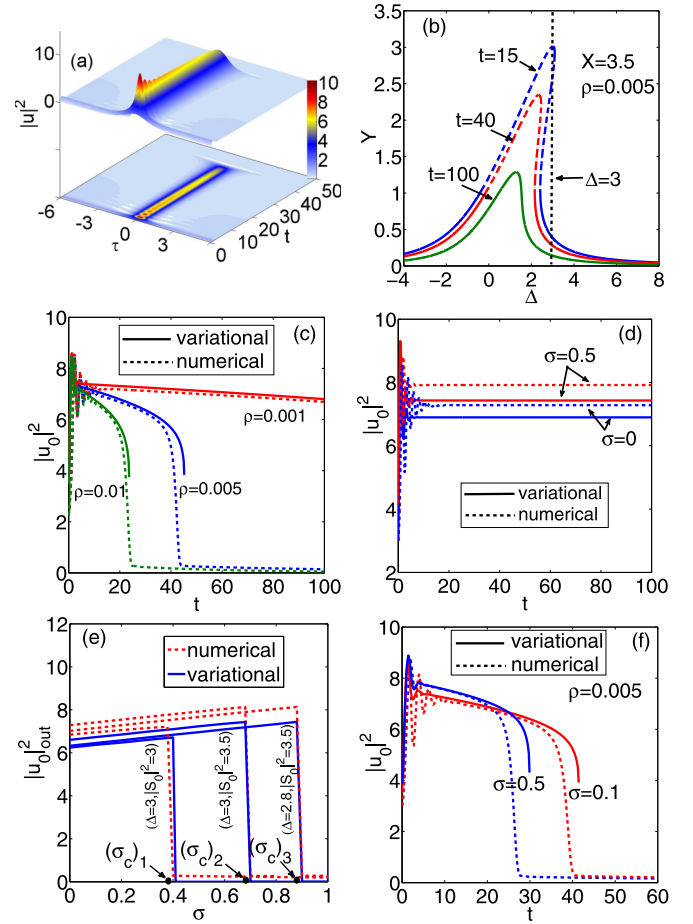 (a)
|u|²
10
5
0
10
8
6
4
2
-6
-3
0
3
6
τ
0
10
20
30
40
50
t
(b)
Y
3.5
3
2.5
2
1.5
1
0.5
0
t=15
t=40
t=100
X=3.5
ρ=0.005
Δ=3
-4
-2
0
2
4
6
8
Δ
(c)
|u₀|²
10
8
6
4
2
0
variational
numerical
ρ=0.001
ρ=0.01
ρ=0.005
0
20
40
60
80
100
t
(d)
|u₀|²
10
8
6
4
2
σ=0.5
σ=0
variational
numerical
0
20
40
60
80
100
t
(e)
|u₀|²out
12
10
8
6
4
2
0
numerical
variational
(Δ=3,|S₀|²=3)
(Δ=3,|S₀|²=3.5)
(Δ=2.8,|S₀|²=3.5)
(σc)₁
(σc)₂
(σc)₃
0
0.2
0.4
0.6
0.8
1
σ
(f)
|u₀|²
10
8
6
4
2
0
variational
numerical
ρ=0.005
σ=0.5
σ=0.1
0
10
20
30
40
50
60
t